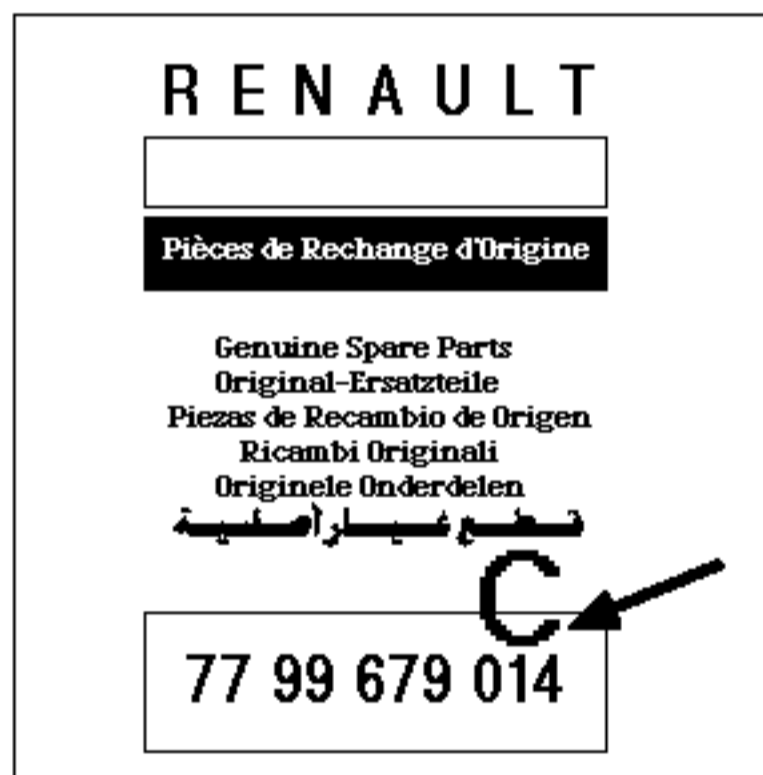 RENAULT
Pièces de Rechange d'Origine
Genuine Spare Parts
Original-Ersatzteile
Piezas de Recambio de Origen
Ricambi Originali
Originele Onderdelen
قطع غيار أصلية
C
77 99 679 014